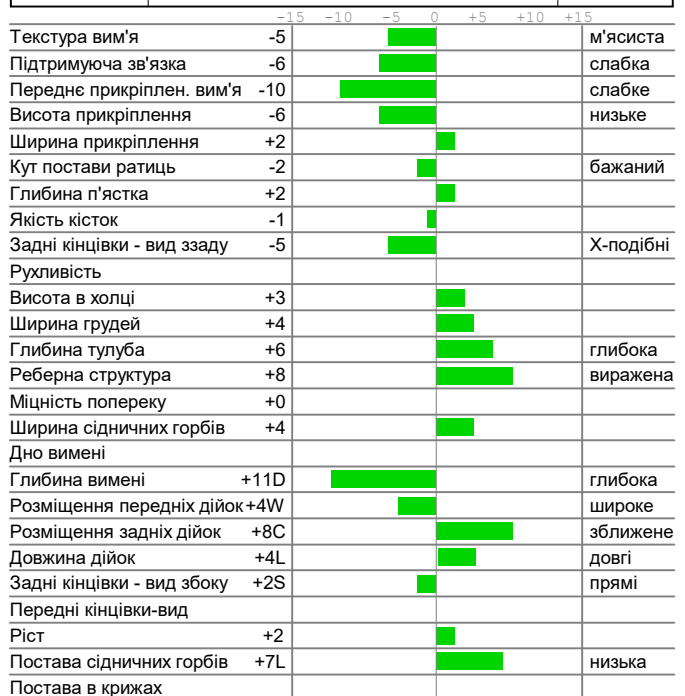 -15 -10 -5 0 +5 +10 +15
Текстура вим'я -5 м'ясиста
Підтримуюча зв'язка -6 слабка
Переднє прикріплен. вим'я -10 слабке
Висота прикріплення -6 низьке
Ширина прикріплення +2
Кут постави ратиць -2 бажаний
Глибина п'ястка +2
Якість кісток -1
Задні кінцівки - вид ззаду -5 Х-подібні
Рухливість
Висота в холці +3
Ширина грудей +4
Глибина тулуба +6 глибока
Реберна структура +8 виражена
Міцність попереку +0
Ширина сідничних горбів +4
Дно вимені
Глибина вимені +11D глибока
Розміщення передніх дійок +4W широке
Розміщення задніх дійок +8C зближене
Довжина дійок +4L довгі
Задні кінцівки - вид збоку +2S прямі
Передні кінцівки-вид
Ріст +2
Постава сідничних горбів +7L низька
Постава в крижах